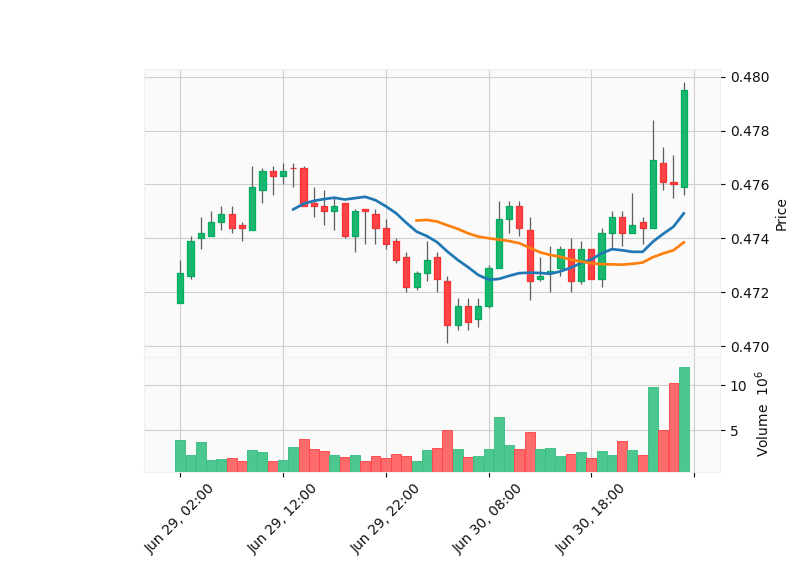 0.480
0.478
0.476
0.474
0.472
0.470
Price
10
5
Volume 10^6
Jun 29, 02:00
Jun 29, 12:00
Jun 29, 22:00
Jun 30, 08:00
Jun 30, 18:00